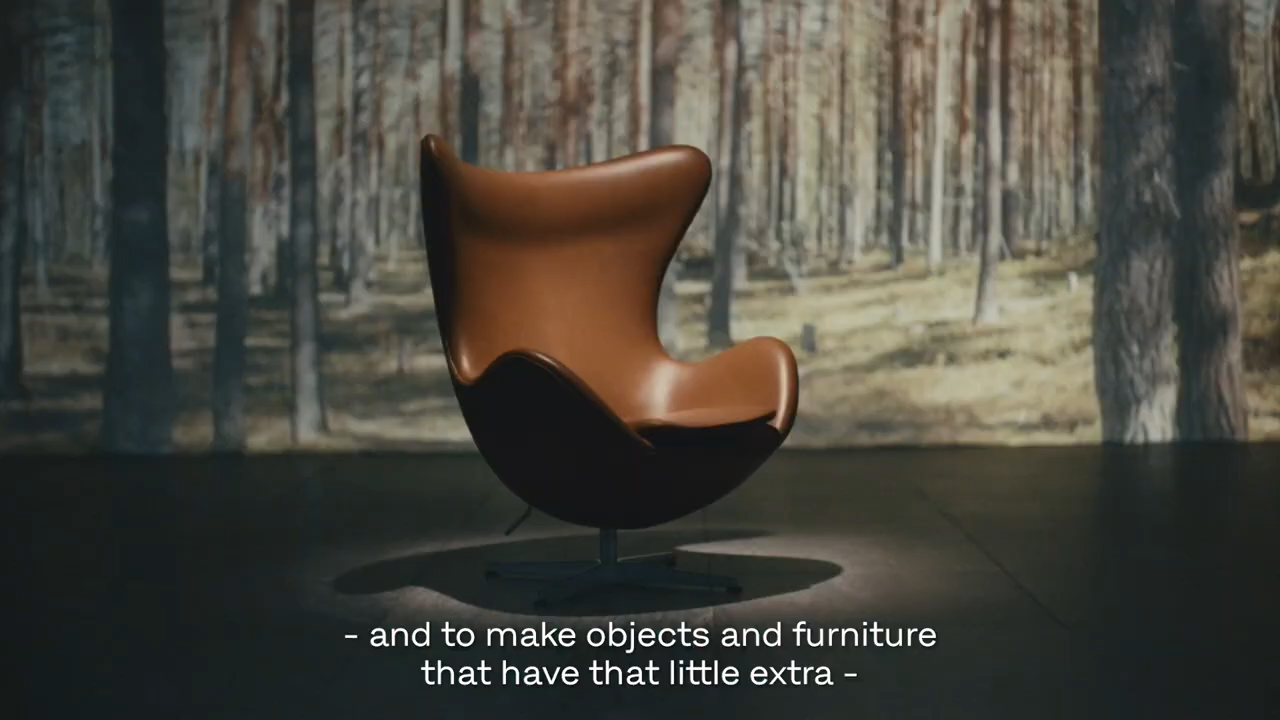 - and to make objects and furniture
that have that little extra -